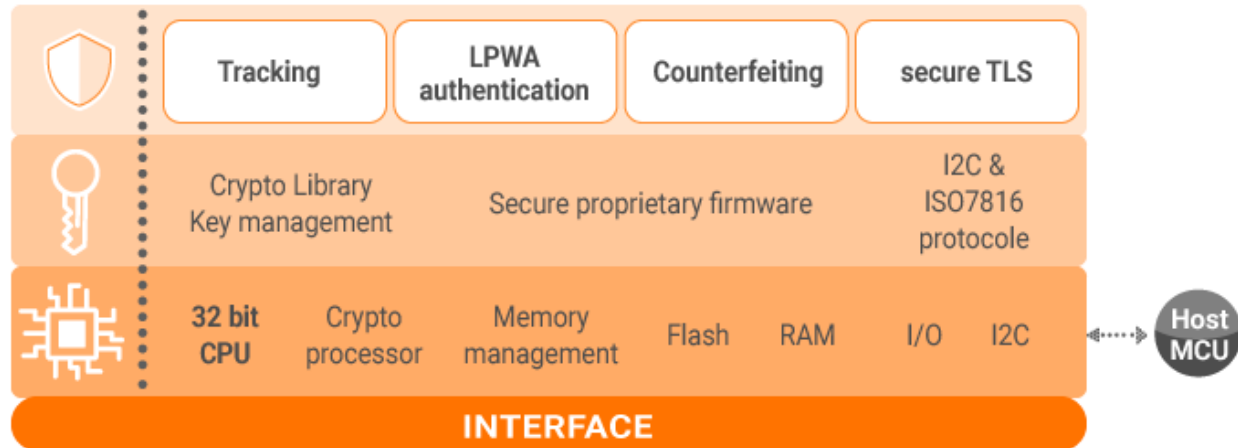 Tracking
LPWA
authentication
Counterfeiting
secure TLS
Crypto Library
Key management
Secure proprietary firmware
I2C &
ISO7816
protocole
32 bit
CPU
Crypto
processor
Memory
management
Flash
RAM
I/O
I2C
Host
MCU
INTERFACE